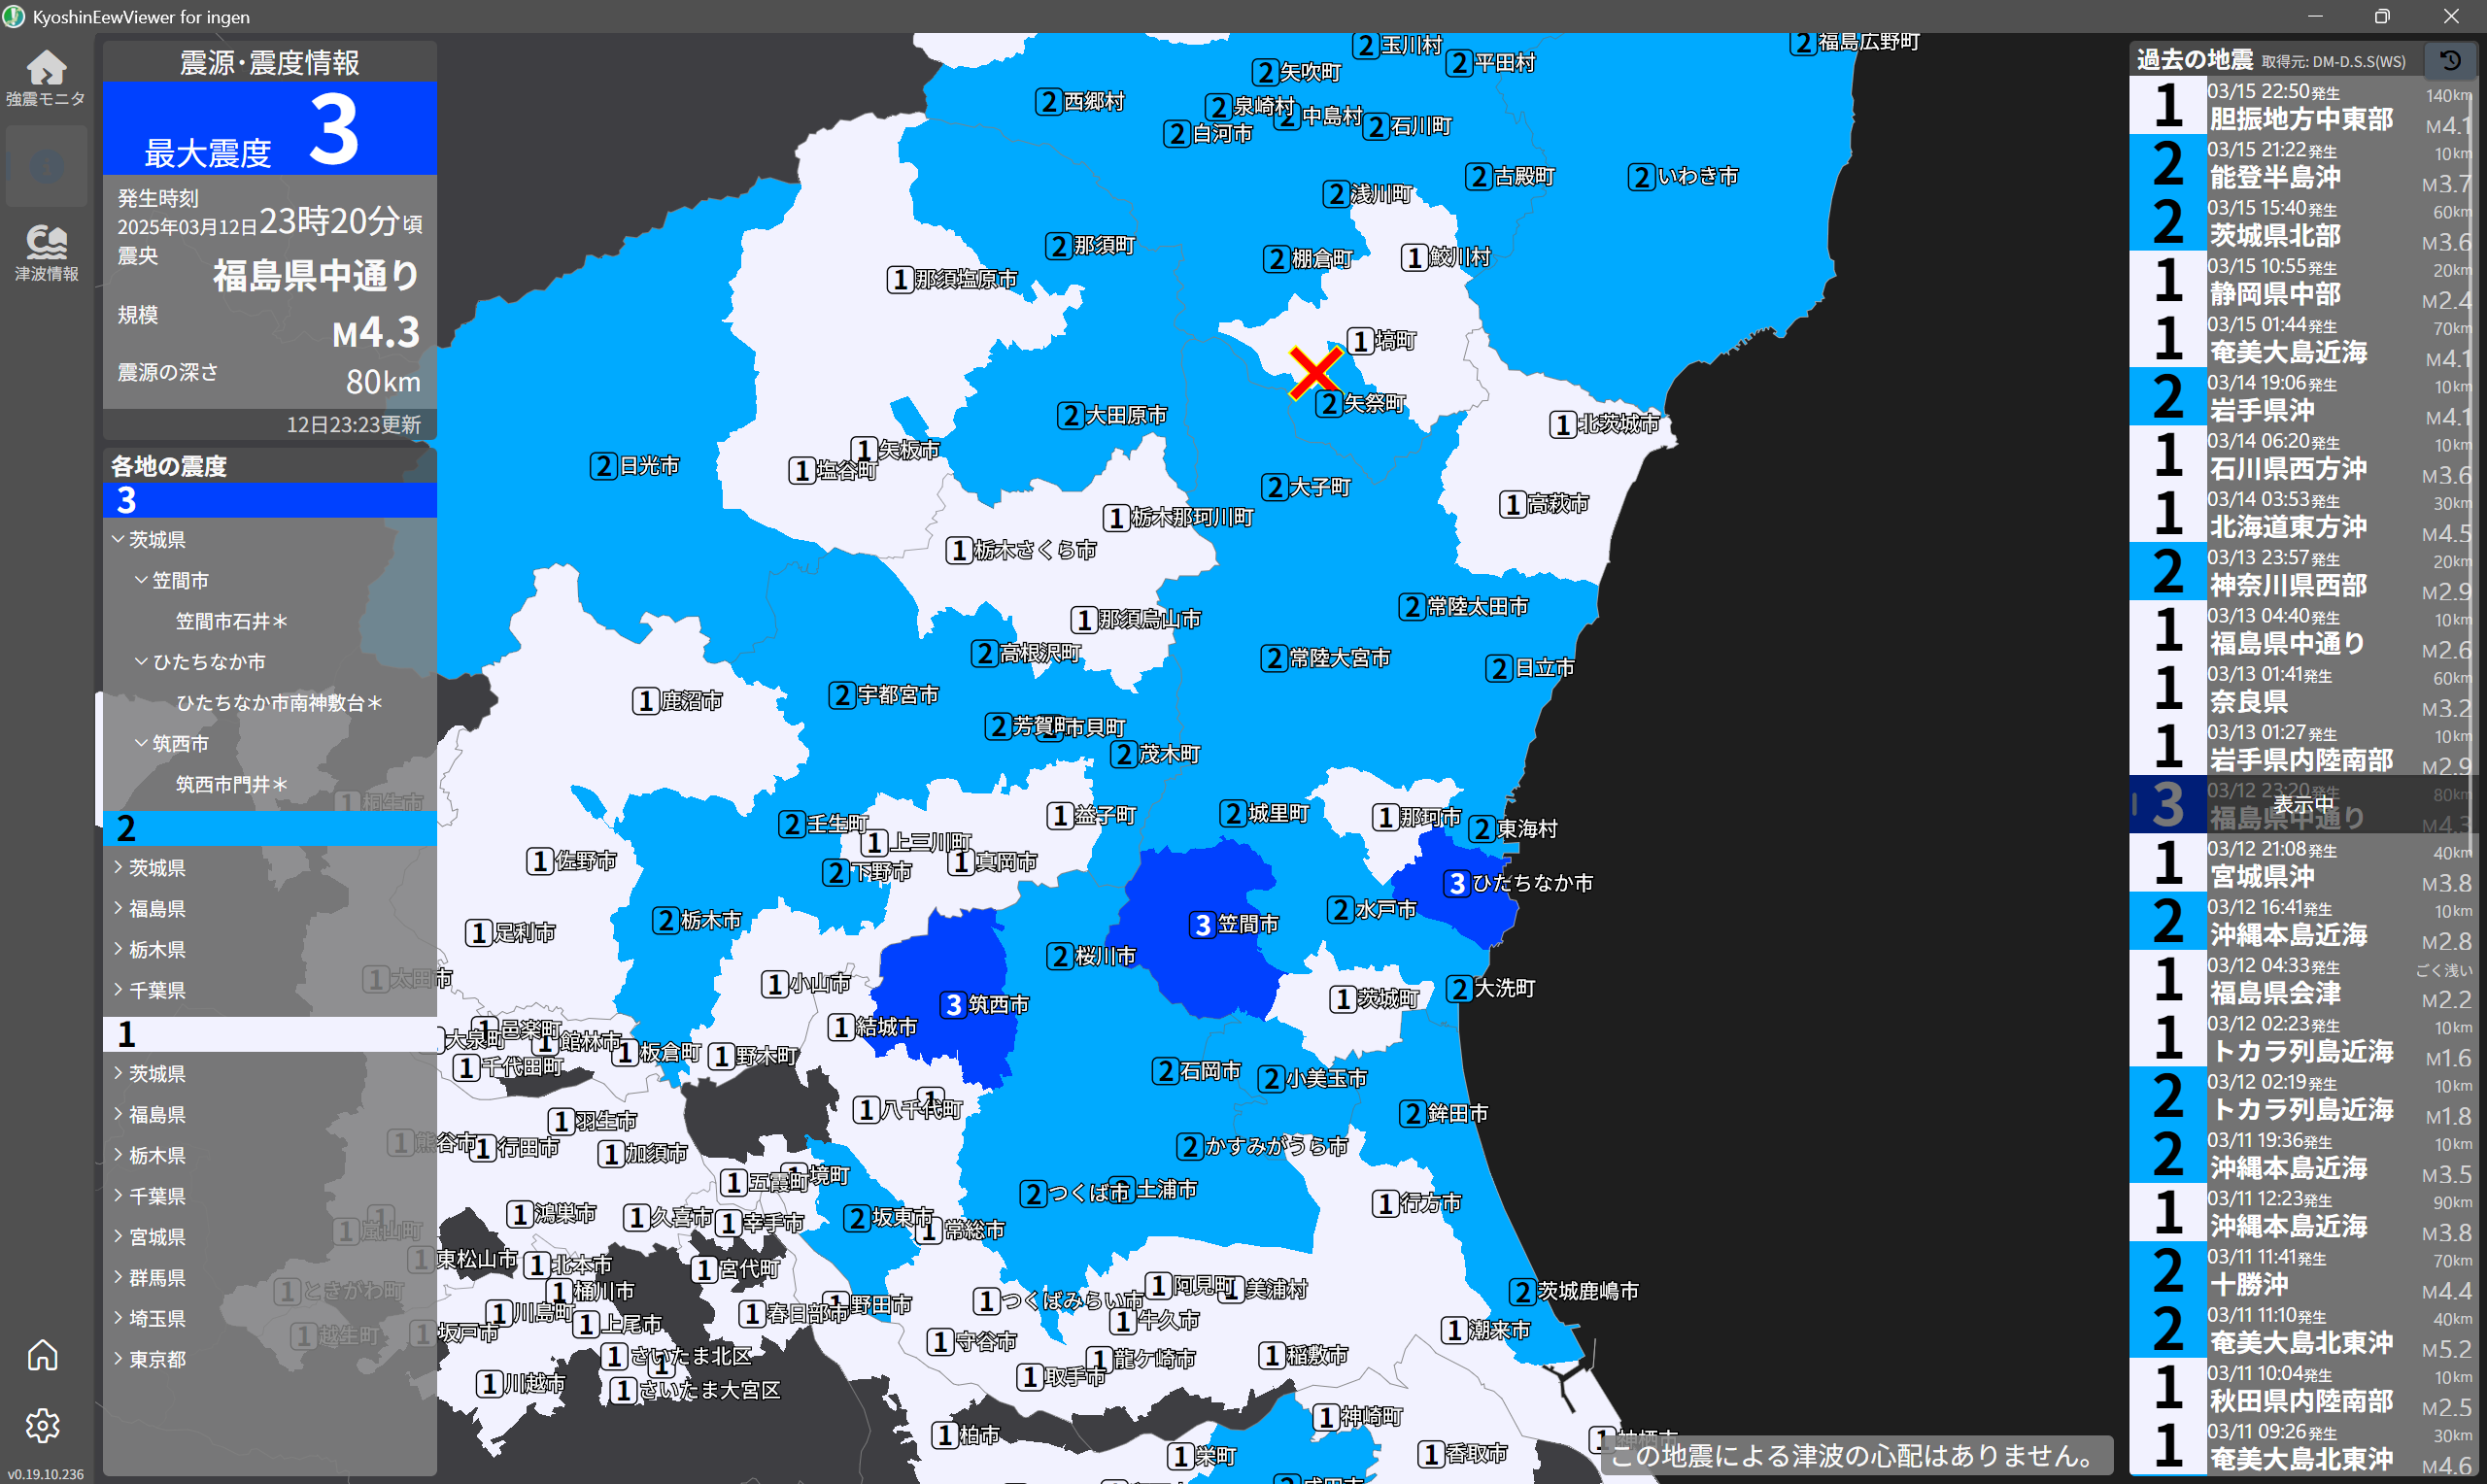 KyoshinEewViewer for ingen
強震モニタ
津波情報
v0.19.10.236
震源･震度情報
最大震度 3
発生時刻
2025年03月12日23時20分頃
震央
福島県中通り
規模
M4.3
震源の深さ
80km
12日23:23更新
各地の震度
3
茨城県
笠間市
笠間市石井＊
ひたちなか市
ひたちなか市南神敷台＊
筑西市
筑西市門井＊
2
茨城県
福島県
栃木県
千葉県
1
茨城県
福島県
栃木県
千葉県
宮城県
群馬県
埼玉県
東京都
2 玉川村
2 平田村
2 福島広野町
2 矢吹町
2 西郷村
2 泉崎村
2 中島村
2 石川町
2 白河市
2 古殿町
2 いわき市
2 浅川町
2 那須町
2 棚倉町
1 鮫川村
1 那須塩原市
1 塙町
2 矢祭町
2 大田原市
1 北茨城市
1 矢板市
1 塩谷町
2 日光市
2 大子町
1 高萩市
1 栃木那珂川町
1 栃木さくら市
2 常陸太田市
1 那須烏山市
2 高根沢町
2 常陸大宮市
2 日立市
1 鹿沼市
2 宇都宮市
2 芳賀町
市貝町
2 茂木町
1 桐生市
2 壬生町
1 益子町
2 城里町
1 那珂市
2 東海村
1 上三川町
1 佐野市
2 下野市
1 真岡市
3 ひたちなか市
2 水戸市
3 笠間市
2 栃木市
1 足利市
2 桜川市
1 太田市
1 小山市
3 筑西市
1 茨城町
2 大洗町
1 結城市
1 邑楽町
大泉町
1 館林市
1 板倉町
1 野木町
1 千代田町
2 石岡市
2 小美玉市
1 八千代町
1
2 鉾田市
1 羽生市
1 熊谷市
1 行田市
1 加須市
2 かすみがうら市
1 境町
1 五霞町
2 つくば市
2 土浦市
1 行方市
1 鴻巣市
1 久喜市
1 幸手市
2 坂東市
1 常総市
1
1 嵐山町
1 東松山市
1 北本市
1 宮代町
1 ときがわ町
1 桶川市
1 阿見町
1 美浦村
2 茨城鹿嶋市
1 川島町
1 春日部市
1 野田市
1 つくばみらい市
1 越生町
1 坂戸市
1 上尾市
1 牛久市
1 潮来市
1 守谷市
1 さいたま北区
1
1 龍ケ崎市
1 稲敷市
1 取手市
1 川越市
1 さいたま大宮区
1 神崎町
1 柏市
1 栄町
1 香取市
1 神栖市
2 成田市
この地震による津波の心配はありません。
過去の地震 取得元: DM-D.S.S(WS)
1 03/15 22:50発生 140km
胆振地方中東部 M4.1
2 03/15 21:22発生 10km
能登半島沖 M3.7
2 03/15 15:40発生 60km
茨城県北部 M3.6
1 03/15 10:55発生 20km
静岡県中部 M2.4
1 03/15 01:44発生 70km
奄美大島近海 M4.1
2 03/14 19:06発生 10km
岩手県沖 M4.1
1 03/14 06:20発生 10km
石川県西方沖 M3.6
1 03/14 03:53発生 30km
北海道東方沖 M4.5
2 03/13 23:57発生 20km
神奈川県西部 M2.9
1 03/13 04:40発生 10km
福島県中通り M2.6
1 03/13 01:41発生 60km
奈良県 M3.2
1 03/13 01:27発生 10km
岩手県内陸南部 M2.9
3 03/12 23:20発生 80km
表示中
福島県中通り M4.3
1 03/12 21:08発生 40km
宮城県沖 M3.8
2 03/12 16:41発生 10km
沖縄本島近海 M2.8
1 03/12 04:33発生 ごく浅い
福島県会津 M2.2
1 03/12 02:23発生 10km
トカラ列島近海 M1.6
2 03/12 02:19発生 10km
トカラ列島近海 M1.8
2 03/11 19:36発生 10km
沖縄本島近海 M3.5
1 03/11 12:23発生 90km
沖縄本島近海 M3.8
2 03/11 11:41発生 70km
十勝沖 M4.4
2 03/11 11:10発生 40km
奄美大島北東沖 M5.2
1 03/11 10:04発生 10km
秋田県内陸南部 M2.5
1 03/11 09:26発生 30km
奄美大島北東沖 M4.6